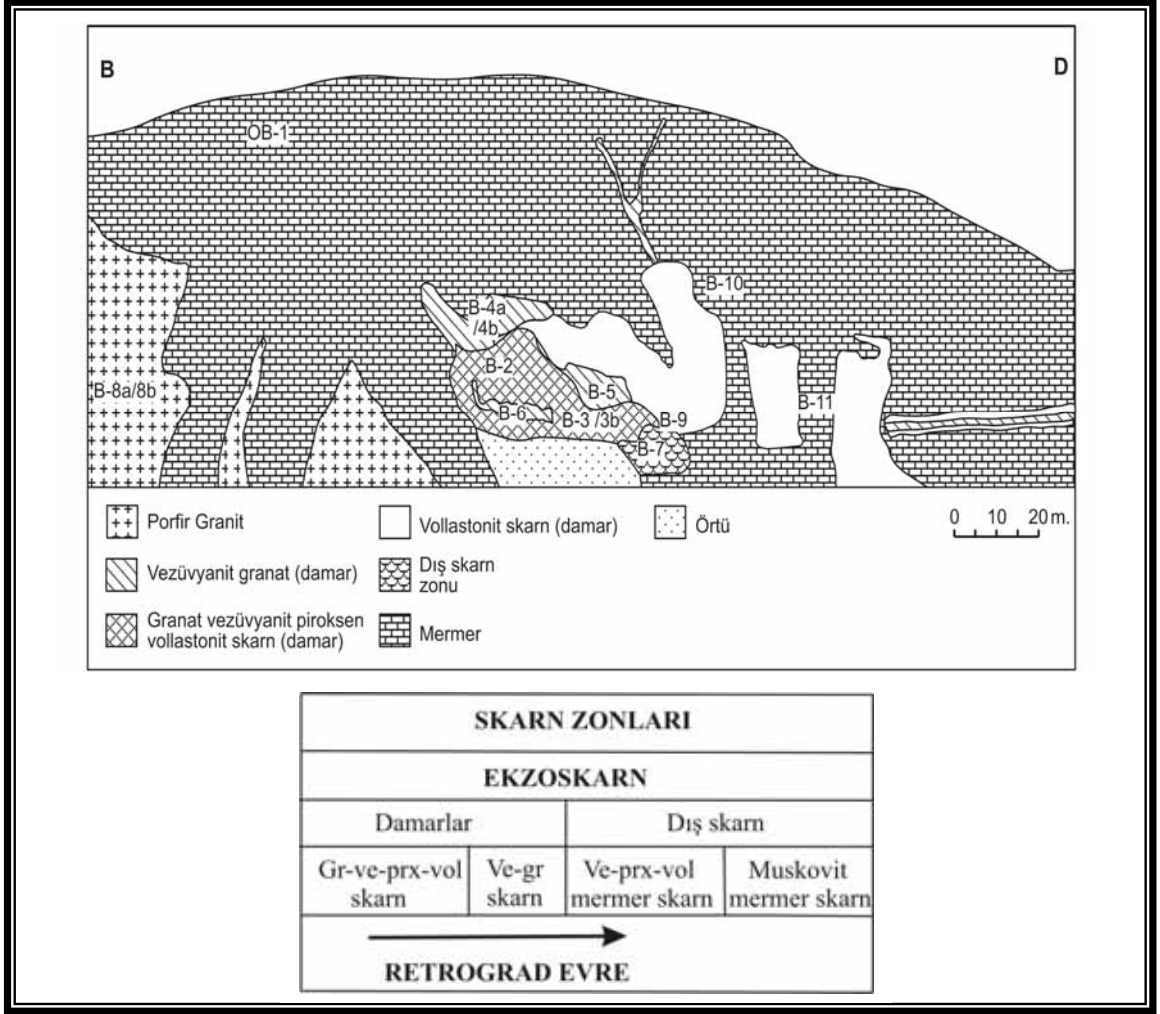 B
D
OB-1
B-10
B-4a
/4b
B-2
B-8a/8b
B-5
B-11
B-6
B-3 /3b
B-9
B-7
Porfir Granit
Vollastonit skarn (damar)
Örtü
0 10 20 m.
Vezüvyanit granat (damar)
Dış skarn
zonu
Granat vezüvyanit piroksen
vollastonit skarn (damar)
Mermer
SKARN ZONLARI
EKZOSKARN
Damarlar
Dış skarn
Gr-ve-prx-vol
skarn
Ve-gr
skarn
Ve-prx-vol
mermer skarn
Muskovit
mermer skarn
RETROGRAD EVRE